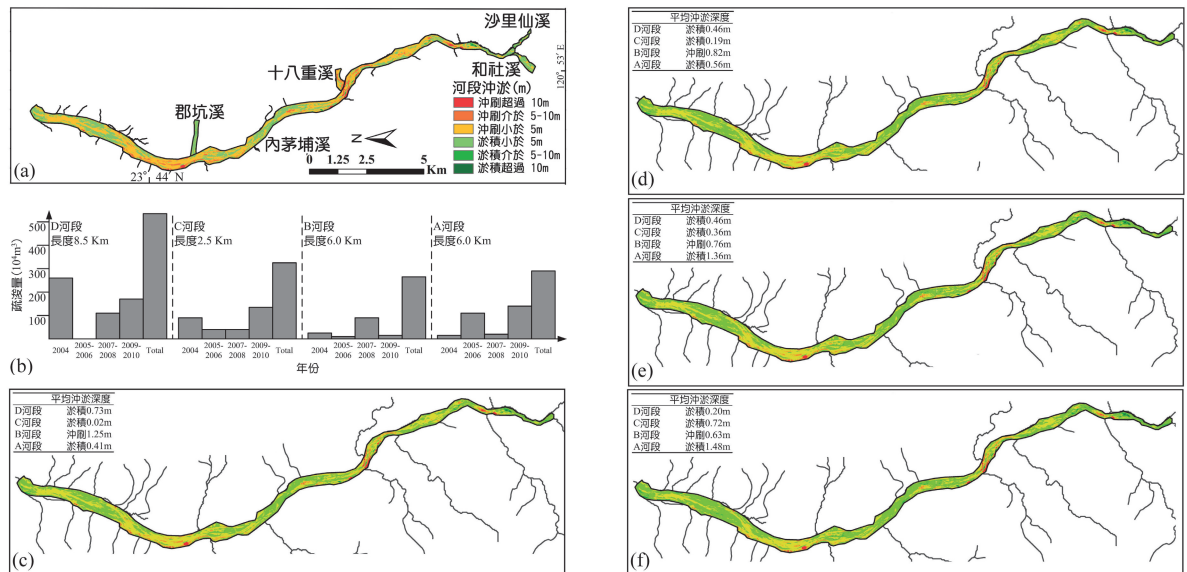 沙里仙溪
和社溪
十八重溪
郡坑溪
內茅埔溪
120° 53′ E
23° 44′ N
河段沖淤(m)
沖刷超過 10m
沖刷介於 5-10m
沖刷小於 5m
淤積小於 5m
淤積介於 5-10m
淤積超過 10m
N
0 1.25 2.5 5
Km
(a)
疏浚量 (10⁴m²)
500
400
300
200
100
D河段
長度8.5 Km
C河段
長度2.5 Km
B河段
長度6.0 Km
A河段
長度6.0 Km
2004 2005-2006 2007-2008 2009-2010 Total
2004 2005-2006 2007-2008 2009-2010 Total
2004 2005-2006 2007-2008 2009-2010 Total
2004 2005-2006 2007-2008 2009-2010 Total
年份
(b)
平均沖淤深度
D河段 淤積0.73m
C河段 淤積0.02m
B河段 沖刷1.25m
A河段 淤積0.41m
(c)
平均沖淤深度
D河段 淤積0.46m
C河段 淤積0.19m
B河段 沖刷0.82m
A河段 淤積0.56m
(d)
平均沖淤深度
D河段 淤積0.46m
C河段 淤積0.36m
B河段 沖刷0.76m
A河段 淤積1.36m
(e)
平均沖淤深度
D河段 淤積0.20m
C河段 淤積0.72m
B河段 沖刷0.63m
A河段 淤積1.48m
(f)